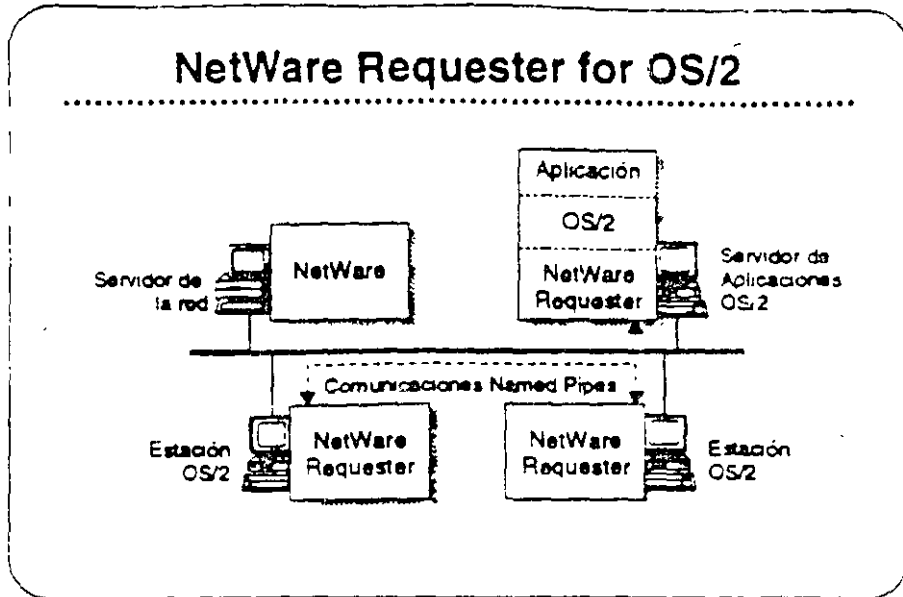 NetWare Requester for OS/2
Aplicación
OS/2
NetWare
Requester
Servidor de
Aplicaciones
OS/2
Servidor de
la red
NetWare
Comunicaciones Named Pipes
Estación
OS/2
NetWare
Requester
NetWare
Requester
Estación
OS/2